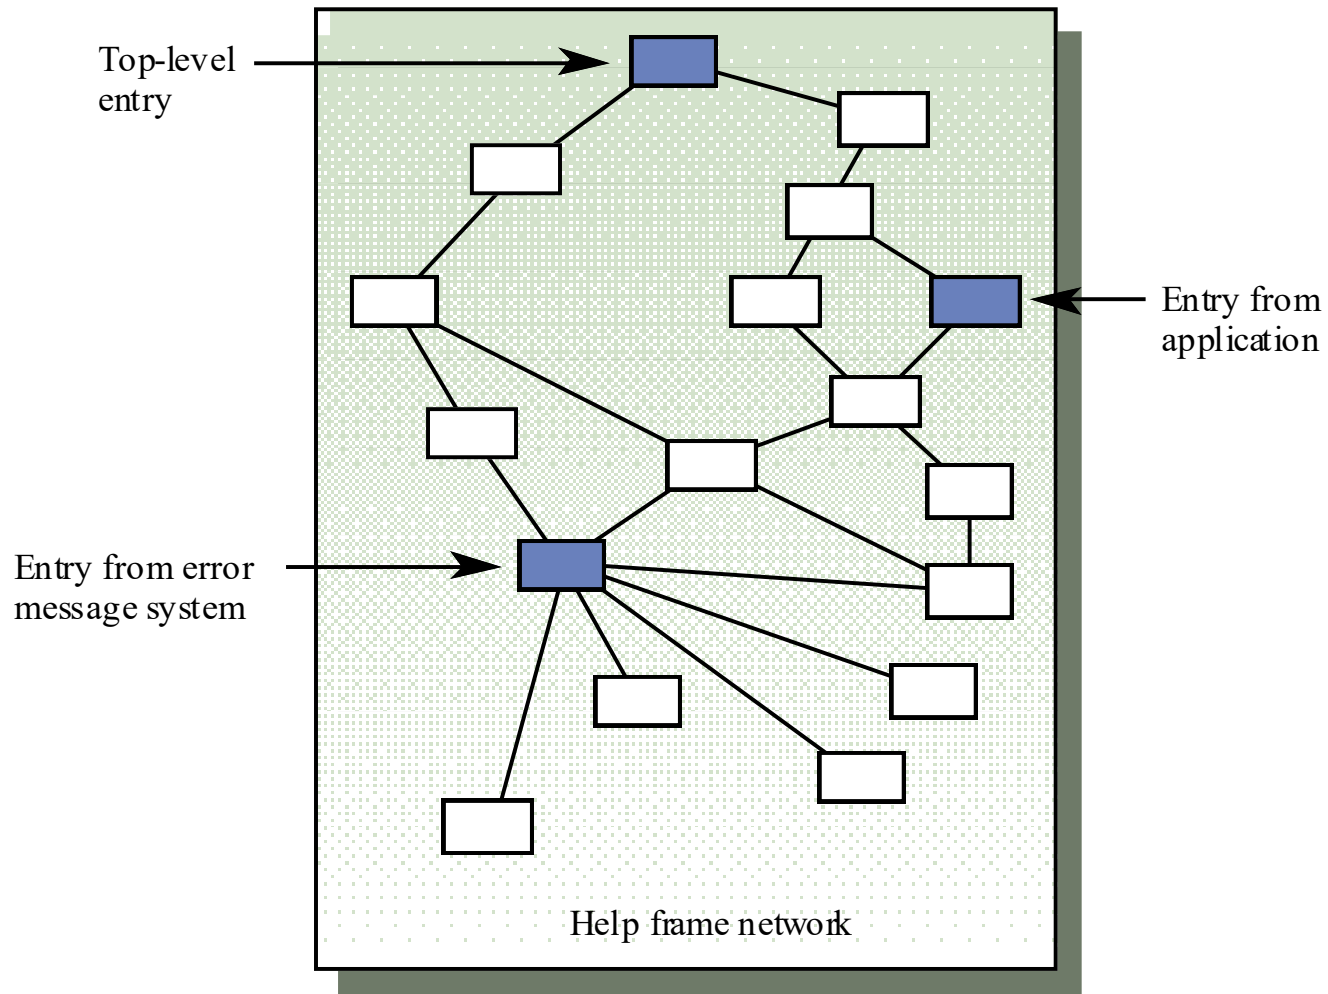 Top-level
entry
Entry from
application
Entry from error
message system
Help frame network